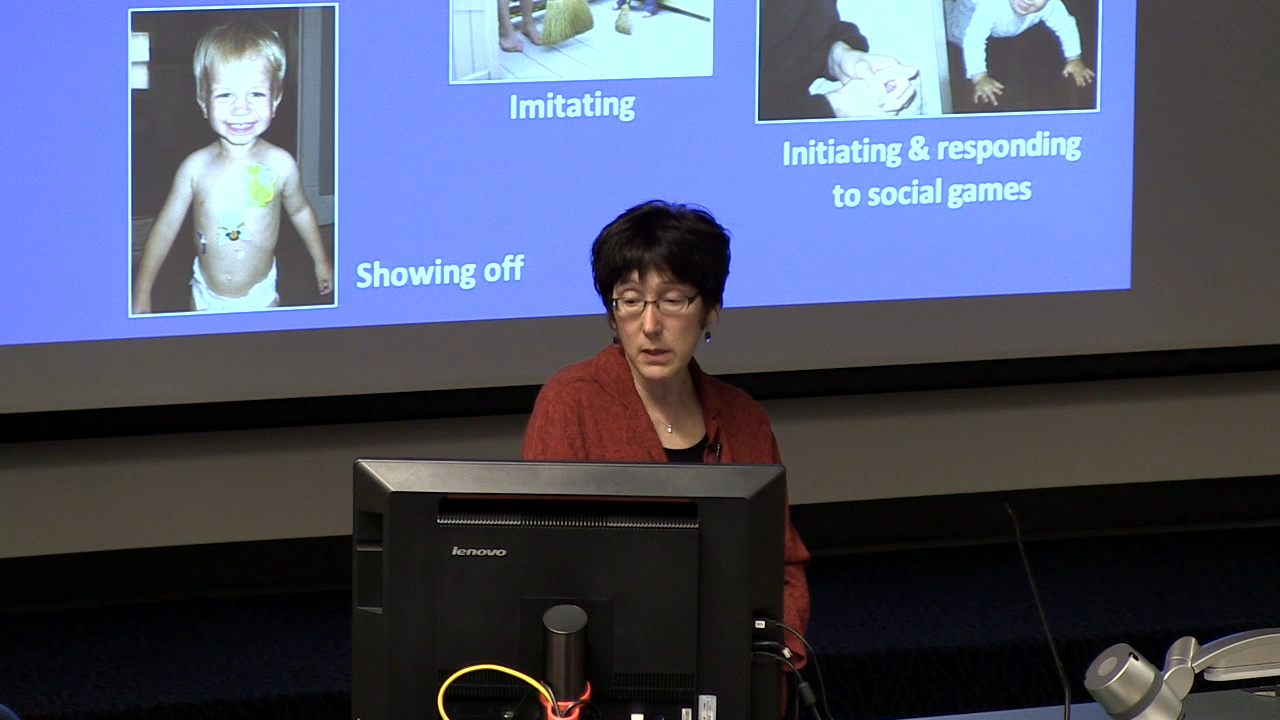 Imitating
Initiating & responding
to social games
Showing off
lenovo